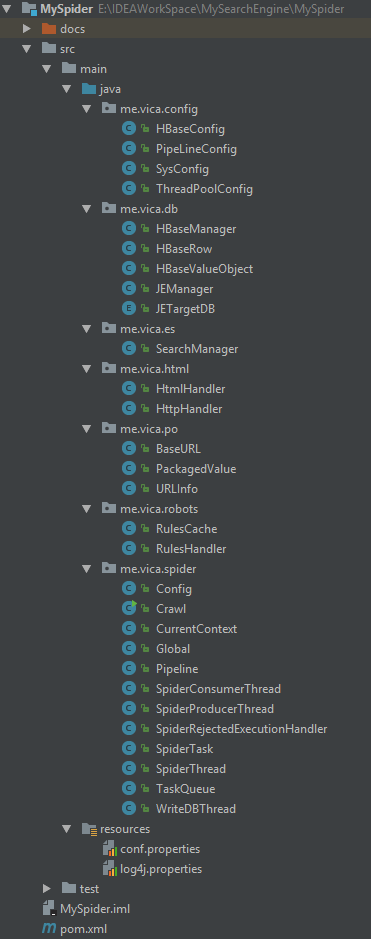 MySpider E:\IDEAWorkSpace\MySearchEngine\MySpider
docs
src
main
java
me.vica.config
HBaseConfig
PipeLineConfig
SysConfig
ThreadPoolConfig
me.vica.db
HBaseManager
HBaseRow
HBaseValueObject
JEManager
JETargetDB
me.vica.es
SearchManager
me.vica.html
HtmlHandler
HttpHandler
me.vica.po
BaseURL
PackagedValue
URLInfo
me.vica.robots
RulesCache
RulesHandler
me.vica.spider
Config
Crawl
CurrentContext
Global
Pipeline
SpiderConsumerThread
SpiderProducerThread
SpiderRejectedExecutionHandler
SpiderTask
SpiderThread
TaskQueue
WriteDBThread
resources
conf.properties
log4j.properties
test
MySpider.iml
pom.xml